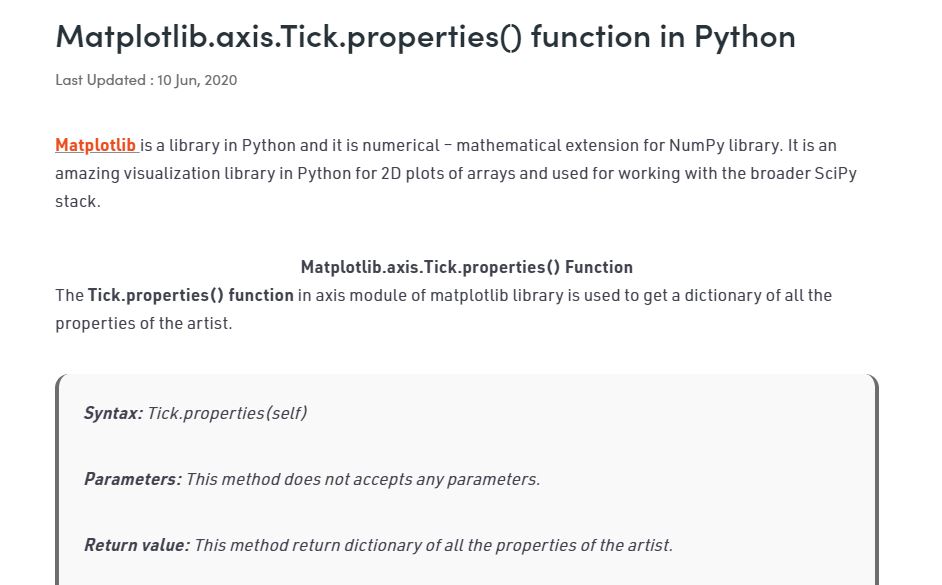 Matplotlib.axis.Tick.properties() function in Python
Last Updated : 10 Jun, 2020
Matplotlib is a library in Python and it is numerical – mathematical extension for NumPy library. It is an
amazing visualization library in Python for 2D plots of arrays and used for working with the broader SciPy
stack.
Matplotlib.axis.Tick.properties() Function
The Tick.properties() function in axis module of matplotlib library is used to get a dictionary of all the
properties of the artist.
Syntax: Tick.properties(self)
Parameters: This method does not accepts any parameters.
Return value: This method return dictionary of all the properties of the artist.